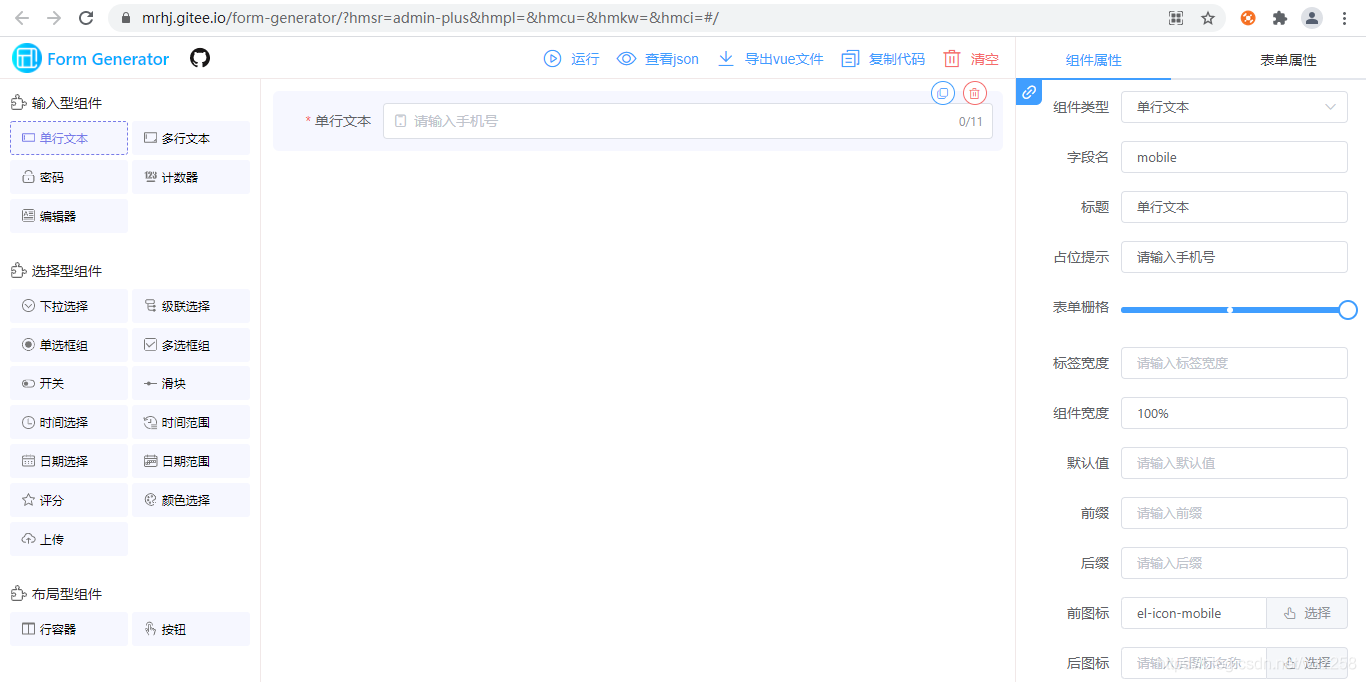 mrhj.gitee.io/form-generator/?hmsr=admin-plus&hmpl=&hmcu=&hmkw=&hmci=#/
Form Generator
运行 查看json 导出vue文件 复制代码 清空
组件属性 表单属性
输入型组件
单行文本 多行文本
密码 计数器
编辑器
选择型组件
下拉选择 级联选择
单选框组 多选框组
开关 滑块
时间选择 时间范围
日期选择 日期范围
评分 颜色选择
上传
布局型组件
行容器 按钮
* 单行文本 请输入手机号 0/11
组件类型 单行文本
字段名 mobile
标题 单行文本
占位提示 请输入手机号
表单栅格
标签宽度 请输入标签宽度
组件宽度 100%
默认值 请输入默认值
前缀 请输入前缀
后缀 请输入后缀
前图标 el-icon-mobile 选择
后图标 请输入后图标名称 选择